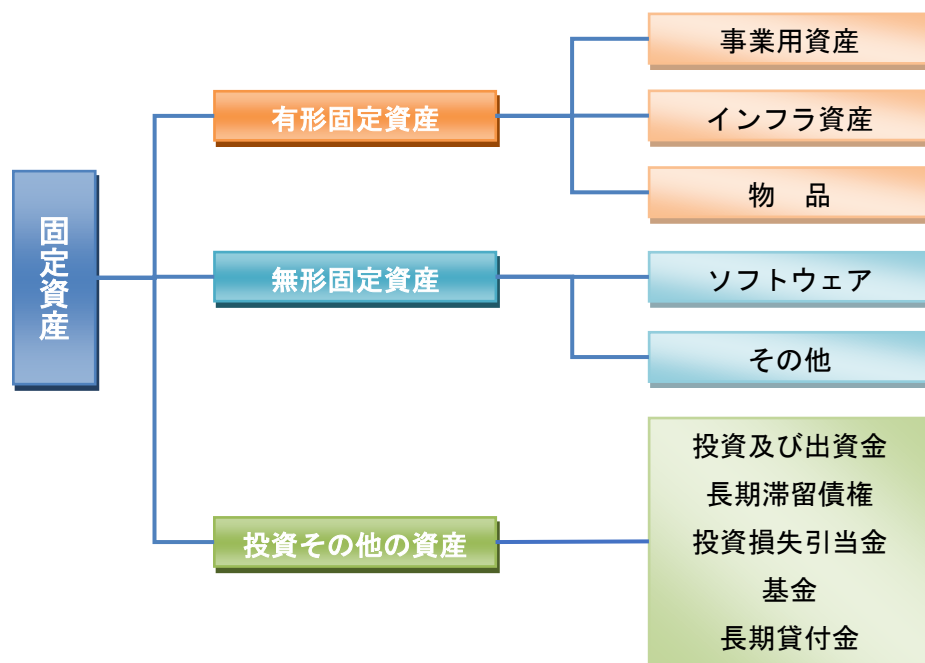 固定資産
有形固定資産
事業用資産
インフラ資産
物　品
無形固定資産
ソフトウェア
その他
投資その他の資産
投資及び出資金
長期滞留債権
投資損失引当金
基金
長期貸付金